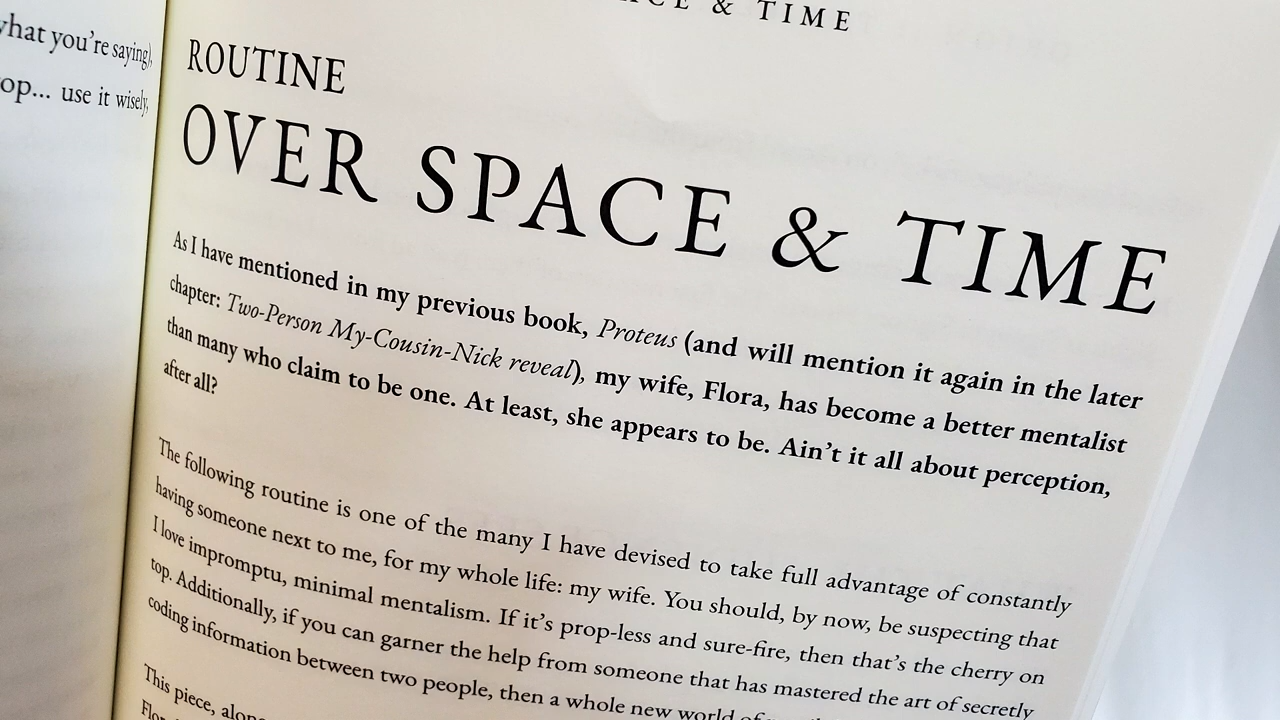 what you're saying),
use it wisely,
& TIME
ROUTINE
OVER SPACE & TIME
As I have mentioned in my previous book, Proteus (and will mention it again in the later
chapter: Two-Person My-Cousin-Nick reveal), my wife, Flora, has become a better mentalist
than many who claim to be one. At least, she appears to be. Ain't it all about perception,
after all?
The following routine is one of the many I have devised to take full advantage of constantly
having someone next to me, for my whole life: my wife. You should, by now, be suspecting that
I love impromptu, minimal mentalism. If it's prop-less and sure-fire, then that's the cherry on
top. Additionally, if you can garner the help from someone that has mastered the art of secretly
coding information between two people, then a whole new world of
This piece,